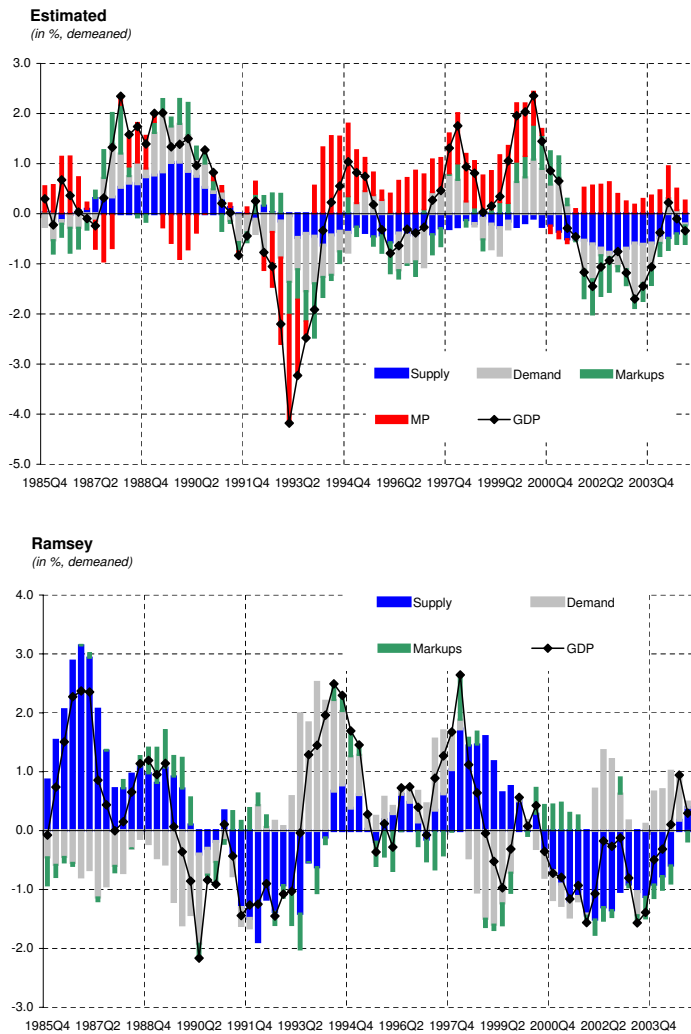 Estimated
(in %, demeaned)
3.0
2.0
1.0
0.0
-1.0
-2.0
-3.0
-4.0
-5.0
Supply
Demand
Markups
MP
GDP
1985Q4 1987Q2 1988Q4 1990Q2 1991Q4 1993Q2 1994Q4 1996Q2 1997Q4 1999Q2 2000Q4 2002Q2 2003Q4
Ramsey
(in %, demeaned)
4.0
3.0
2.0
1.0
0.0
-1.0
-2.0
-3.0
Supply
Demand
Markups
GDP
1985Q4 1987Q2 1988Q4 1990Q2 1991Q4 1993Q2 1994Q4 1996Q2 1997Q4 1999Q2 2000Q4 2002Q2 2003Q4